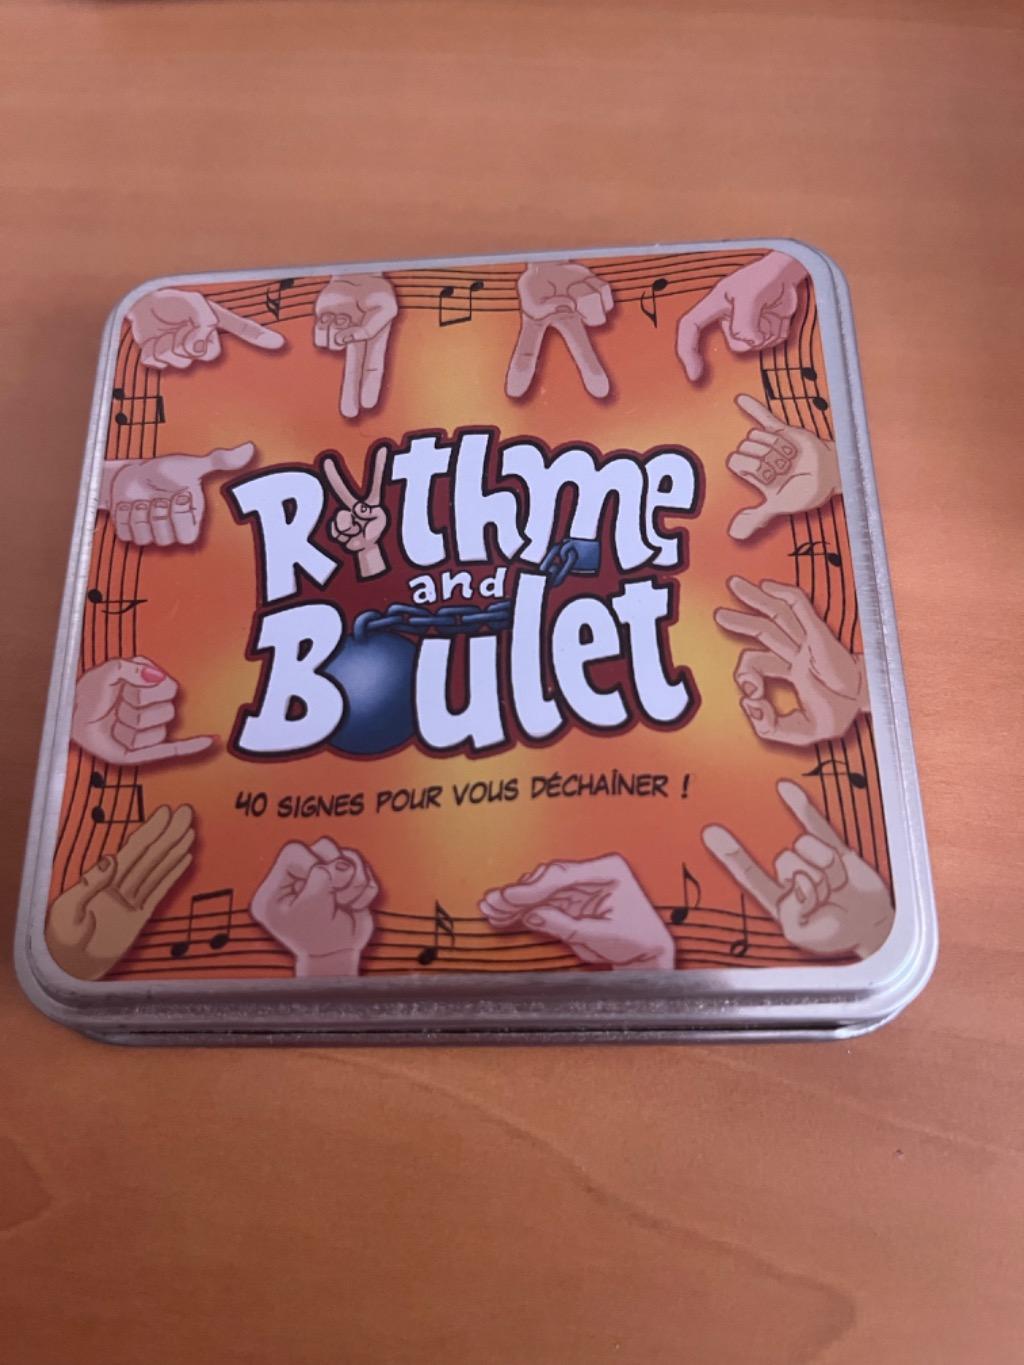 Rythme
and
Boulet
40 SIGNES POUR VOUS DÉCHAÎNER !